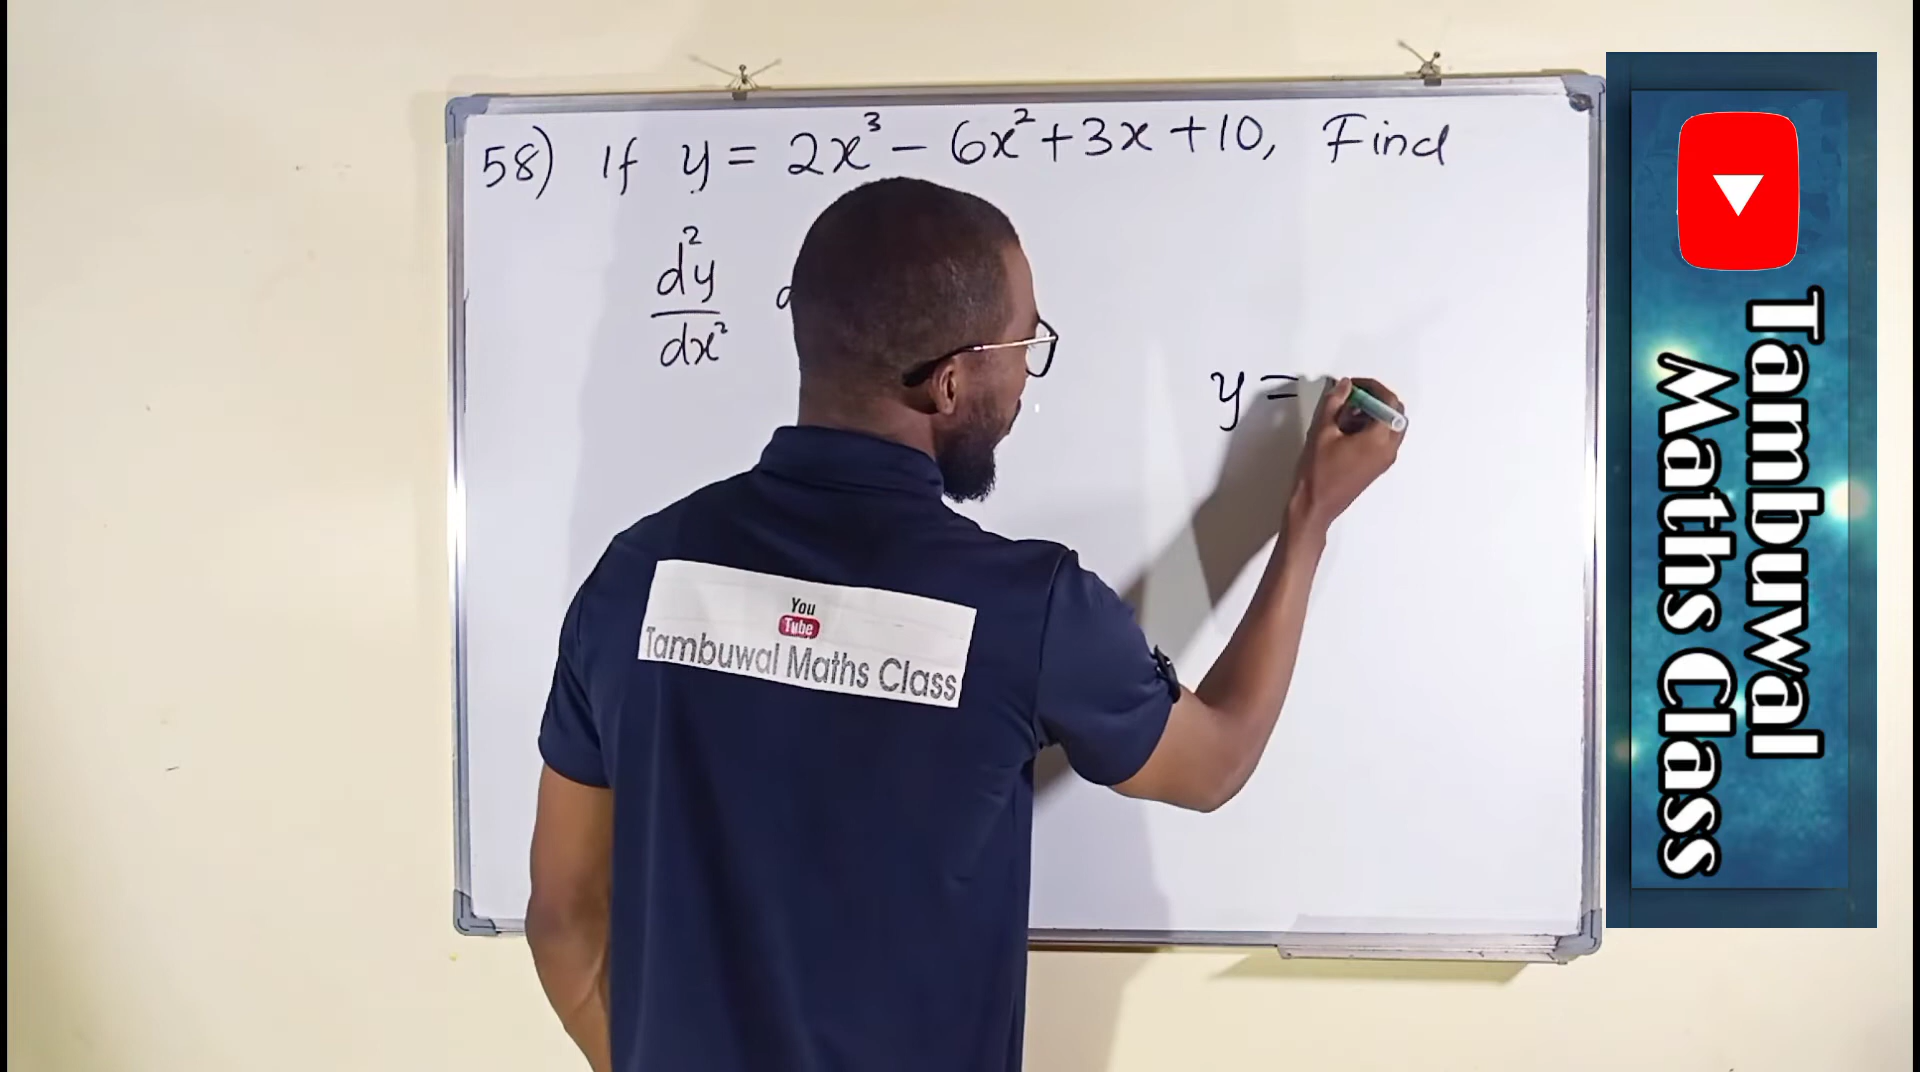 58) If y = 2x³ - 6x² + 3x + 10, Find
d²y
dx²
y =
You
Tube
Tambuwal Maths Class
Tambuwal
Maths Class